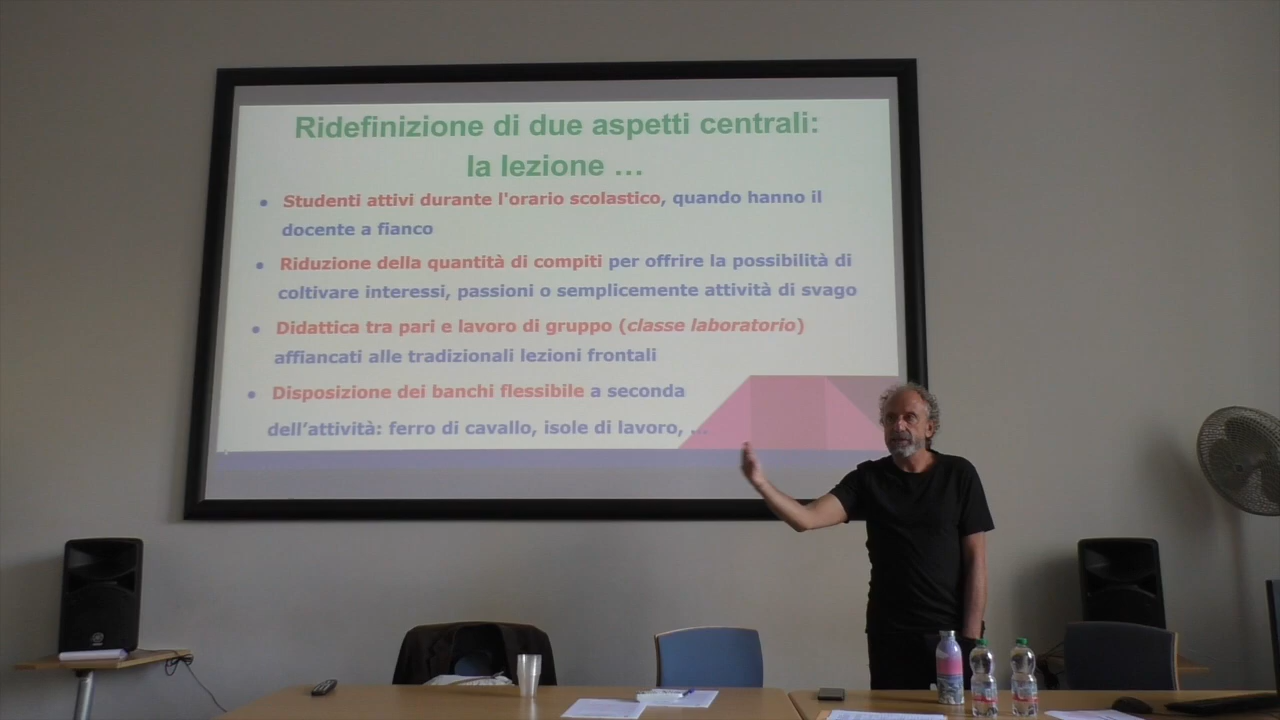 Ridefinizione di due aspetti centrali:
la lezione …
• Studenti attivi durante l'orario scolastico, quando hanno il
docente a fianco
• Riduzione della quantità di compiti per offrire la possibilità di
coltivare interessi, passioni o semplicemente attività di svago
• Didattica tra pari e lavoro di gruppo (classe laboratorio)
affiancati alle tradizionali lezioni frontali
• Disposizione dei banchi flessibile a seconda
dell’attività: ferro di cavallo, isole di lavoro, …